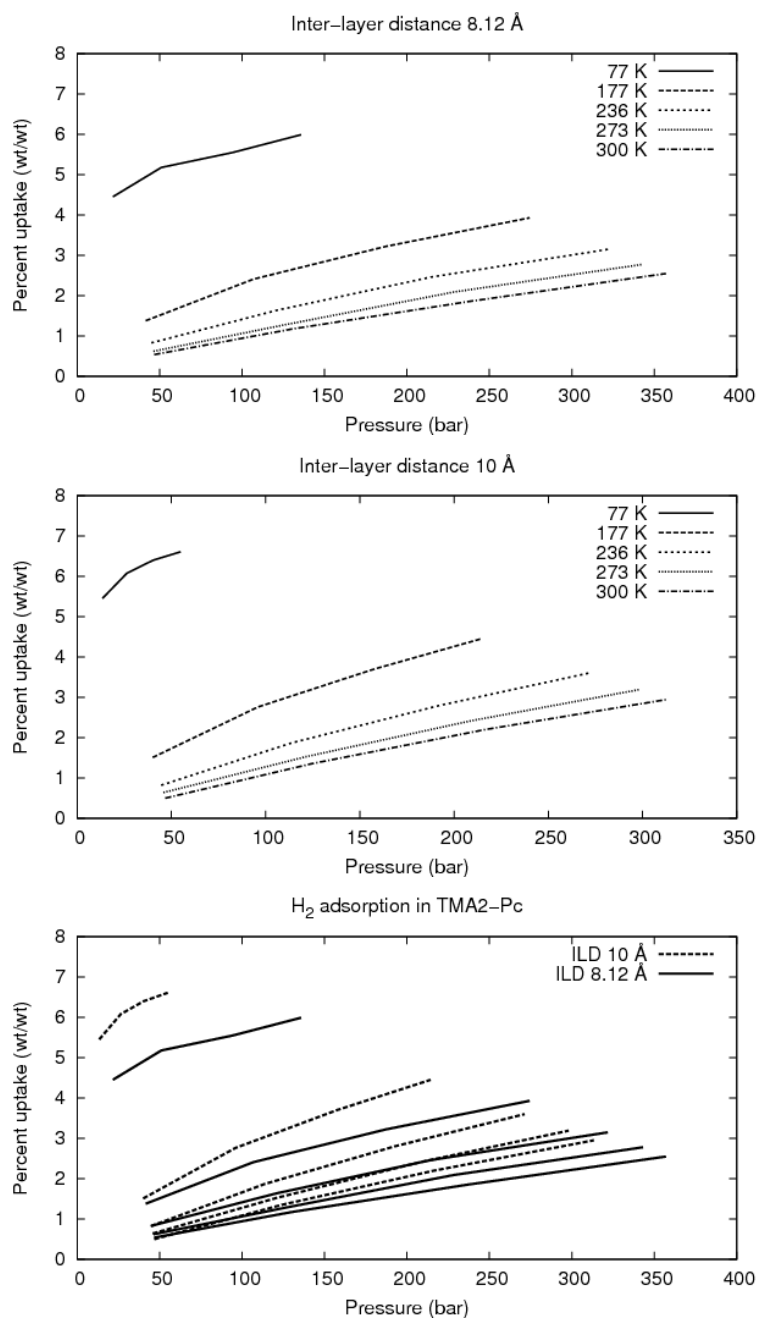 Inter-layer distance 8.12 Å
8
7
6
5
4
3
2
1
0
Percent uptake (wt/wt)
77 K
177 K
236 K
273 K
300 K
0 50 100 150 200 250 300 350 400
Pressure (bar)
Inter-layer distance 10 Å
8
7
6
5
4
3
2
1
0
Percent uptake (wt/wt)
77 K
177 K
236 K
273 K
300 K
0 50 100 150 200 250 300 350
Pressure (bar)
H₂ adsorption in TMA2-Pc
8
7
6
5
4
3
2
1
0
Percent uptake (wt/wt)
ILD 10 Å
ILD 8.12 Å
0 50 100 150 200 250 300 350 400
Pressure (bar)